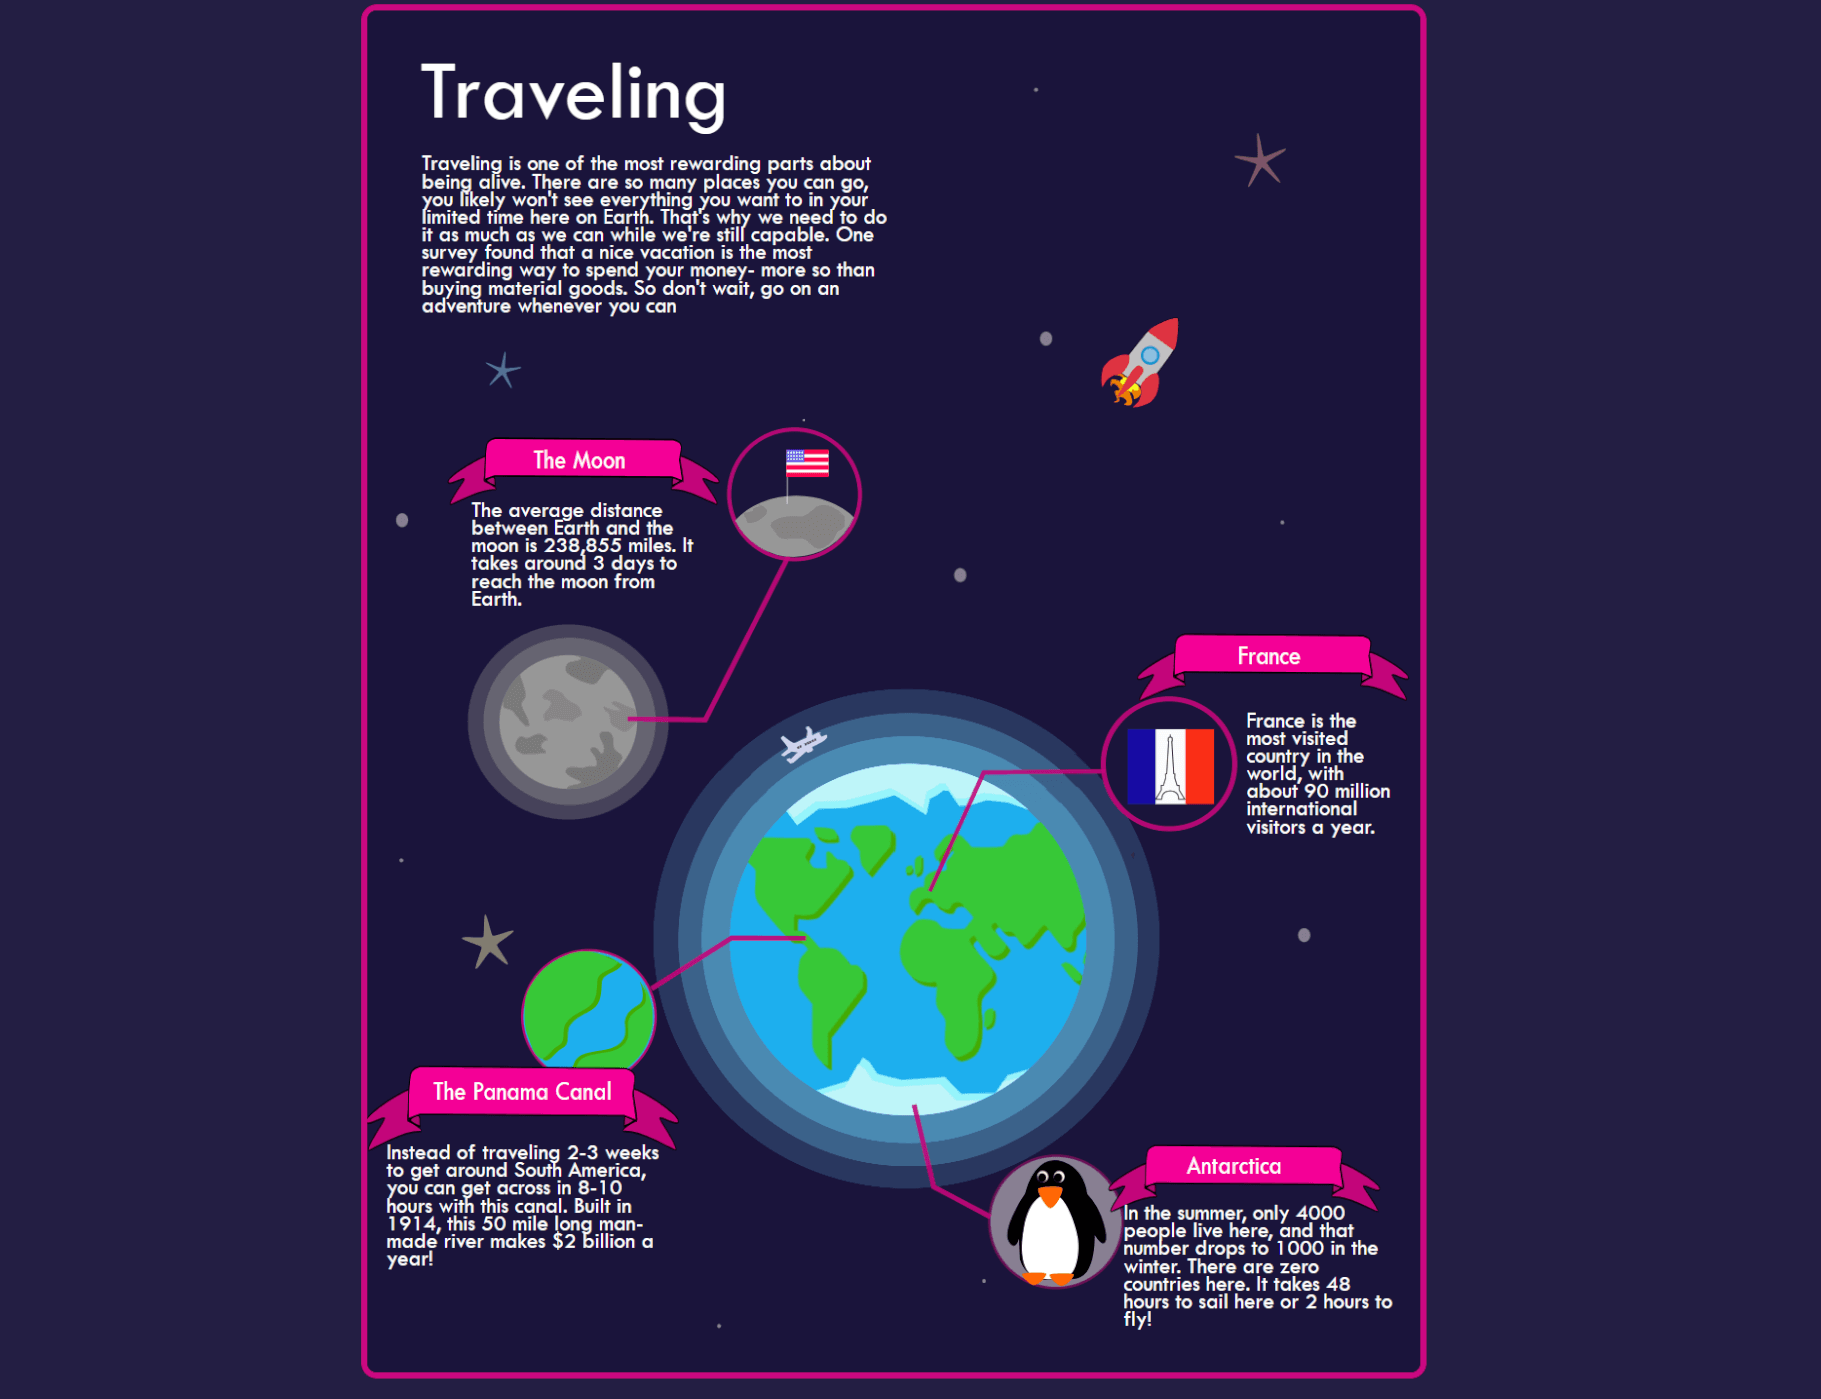 Traveling
Traveling is one of the most rewarding parts about
being alive. There are so many places you can go,
you likely won't see everything you want to in your
limited time here on Earth. That's why we need to do
it as much as we can while we're still capable. One
survey found that a nice vacation is the most
rewarding way to spend your money- more so than
buying material goods. So don't wait, go on an
adventure whenever you can
The Moon
The average distance
between Earth and the
moon is 238,855 miles. It
takes around 3 days to
reach the moon from
Earth.
France
France is the
most visited
country in the
world, with
about 90 million
international
visitors a year.
The Panama Canal
Instead of traveling 2-3 weeks
to get around South America,
you can get across in 8-10
hours with this canal. Built in
1914, this 50 mile long man-
made river makes $2 billion a
year!
Antarctica
In the summer, only 4000
people live here, and that
number drops to 1000 in the
winter. There are zero
countries here. It takes 48
hours to sail here or 2 hours to
fly!